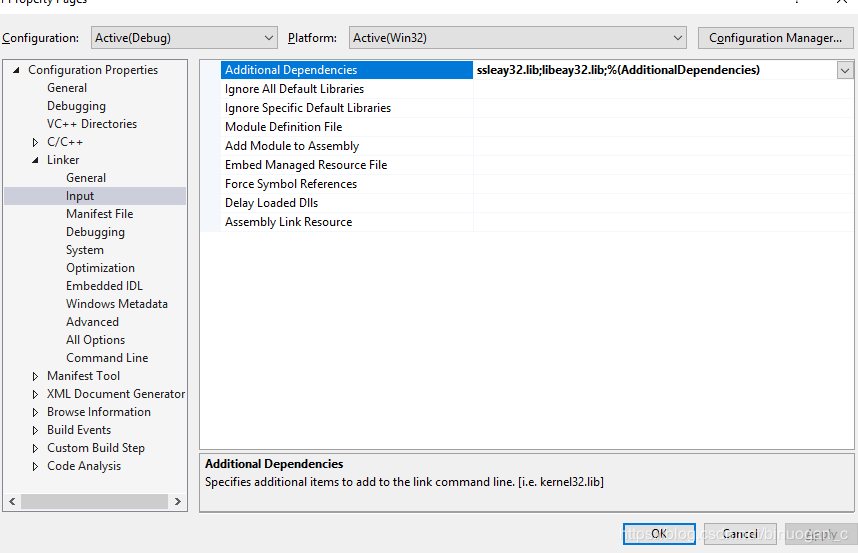 Property Pages
Configuration: Active(Debug) Platform: Active(Win32) Configuration Manager...
Configuration Properties
General
Debugging
VC++ Directories
C/C++
Linker
General
Input
Manifest File
Debugging
System
Optimization
Embedded IDL
Windows Metadata
Advanced
All Options
Command Line
Manifest Tool
XML Document Generator
Browse Information
Build Events
Custom Build Step
Code Analysis
Additional Dependencies ssleay32.lib;libeay32.lib;%(AdditionalDependencies)
Ignore All Default Libraries
Ignore Specific Default Libraries
Module Definition File
Add Module to Assembly
Embed Managed Resource File
Force Symbol References
Delay Loaded Dlls
Assembly Link Resource
Additional Dependencies
Specifies additional items to add to the link command line. [i.e. kernel32.lib]
OK Cancel Apply